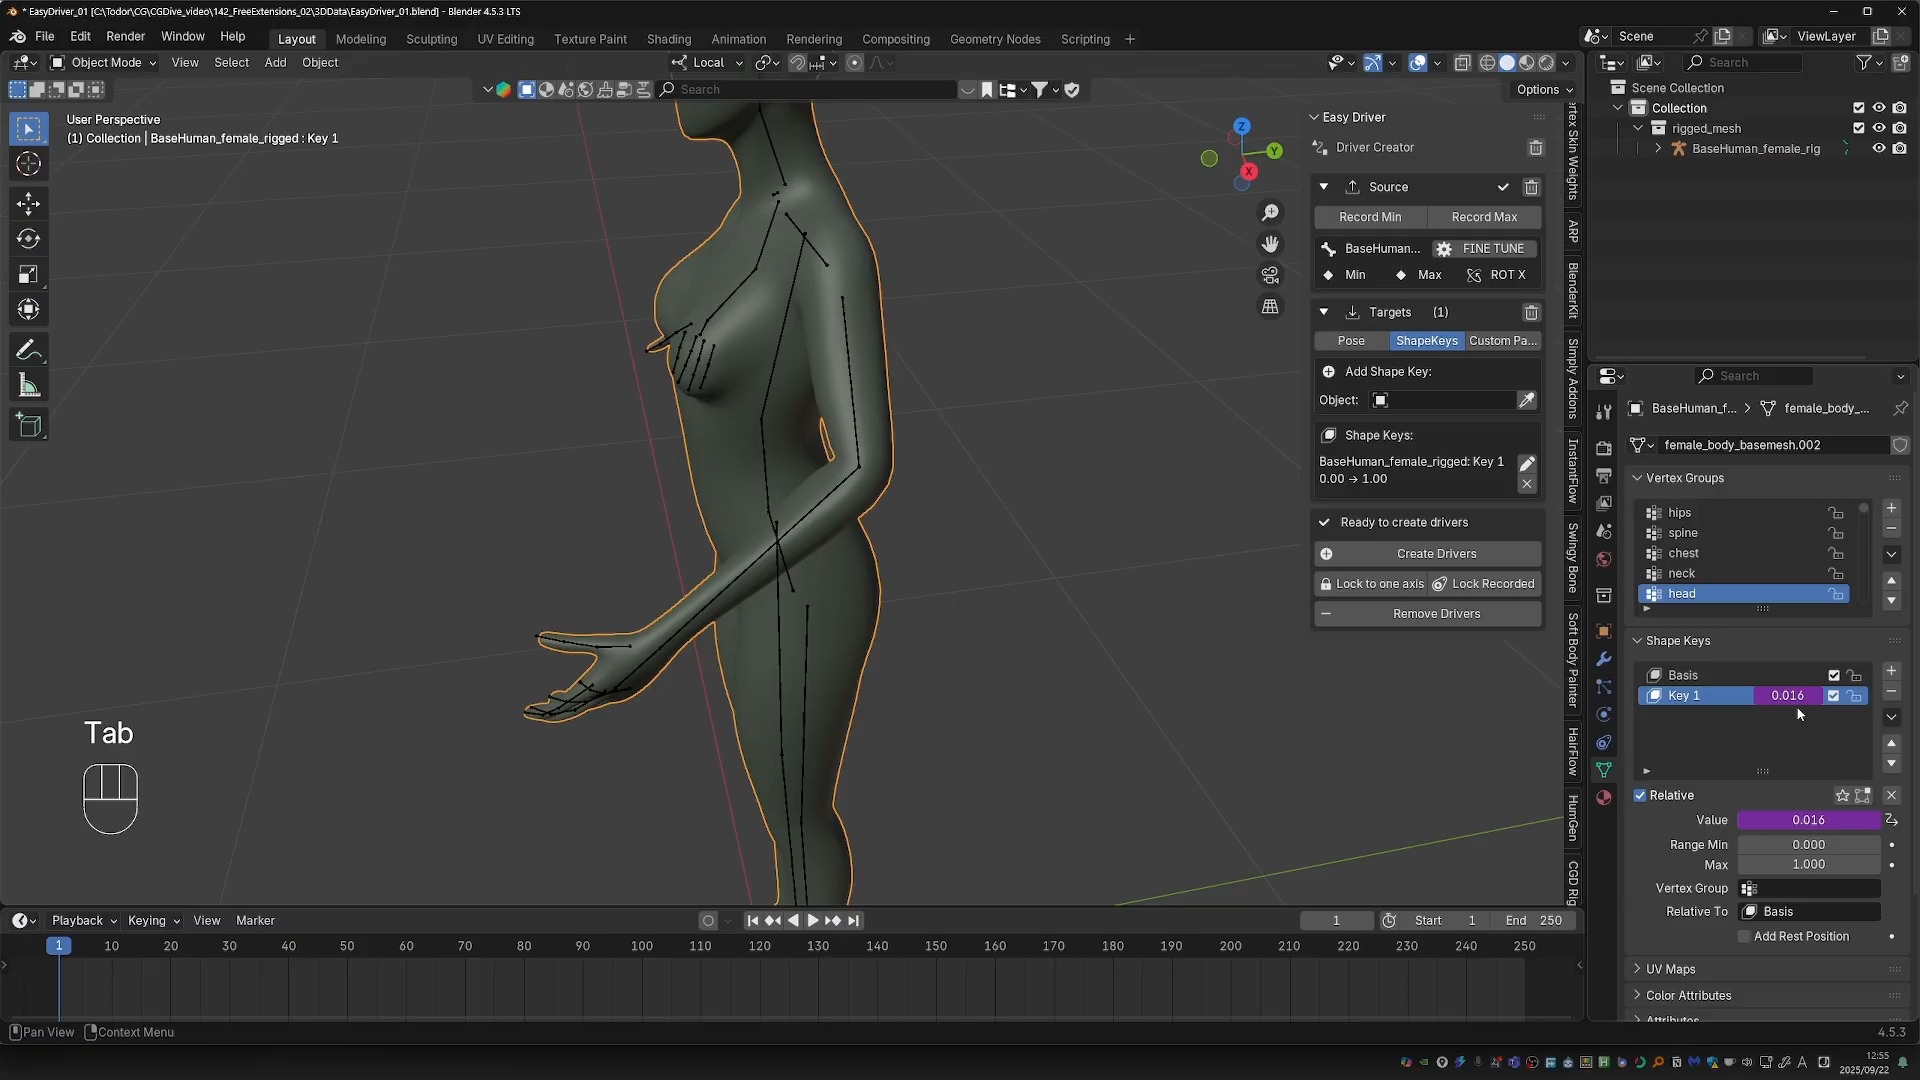 * EasyDriver_01 [C:\Todor\CG\CGDive_video\142_FreeExtensions_02\3DData\EasyDriver_01.blend] - Blender 4.5.3 LTS
File Edit Render Window Help
Layout Modeling Sculpting UV Editing Texture Paint Shading Animation Rendering Compositing Geometry Nodes Scripting +
Scene
ViewLayer
Object Mode View Select Add Object
Local
Search
Options
User Perspective
(1) Collection | BaseHuman_female_rigged : Key 1
Z
Y
X
Easy Driver
Driver Creator
Source
Record Min Record Max
BaseHuman... FINE TUNE
Min Max ROT X
Targets (1)
Pose ShapeKeys Custom Pa...
Add Shape Key:
Object:
Shape Keys:
BaseHuman_female_rigged: Key 1
0.00 → 1.00
Ready to create drivers
Create Drivers
Lock to one axis Lock Recorded
Remove Drivers
ertex Skin Weights
ARP
BlenderKit
Simply Addons
InstantFlow
Swingy Bone
Soft Body Painter
HairFlow
HumGen
CGD Rig
Search
Scene Collection
Collection
rigged_mesh
BaseHuman_female_rig
Search
BaseHuman_f... > female_body_...
female_body_basemesh.002
Vertex Groups
hips
spine
chest
neck
head
Shape Keys
Basis
Key 1 0.016
Relative
Value 0.016
Range Min 0.000
Max 1.000
Vertex Group
Relative To Basis
Add Rest Position
UV Maps
Color Attributes
Attributes
Tab
Playback Keying View Marker
1 Start 1 End 250
1 10 20 30 40 50 60 70 80 90 100 110 120 130 140 150 160 170 180 190 200 210 220 230 240 250
Pan View Context Menu
4.5.3
12:55
2025/09/22